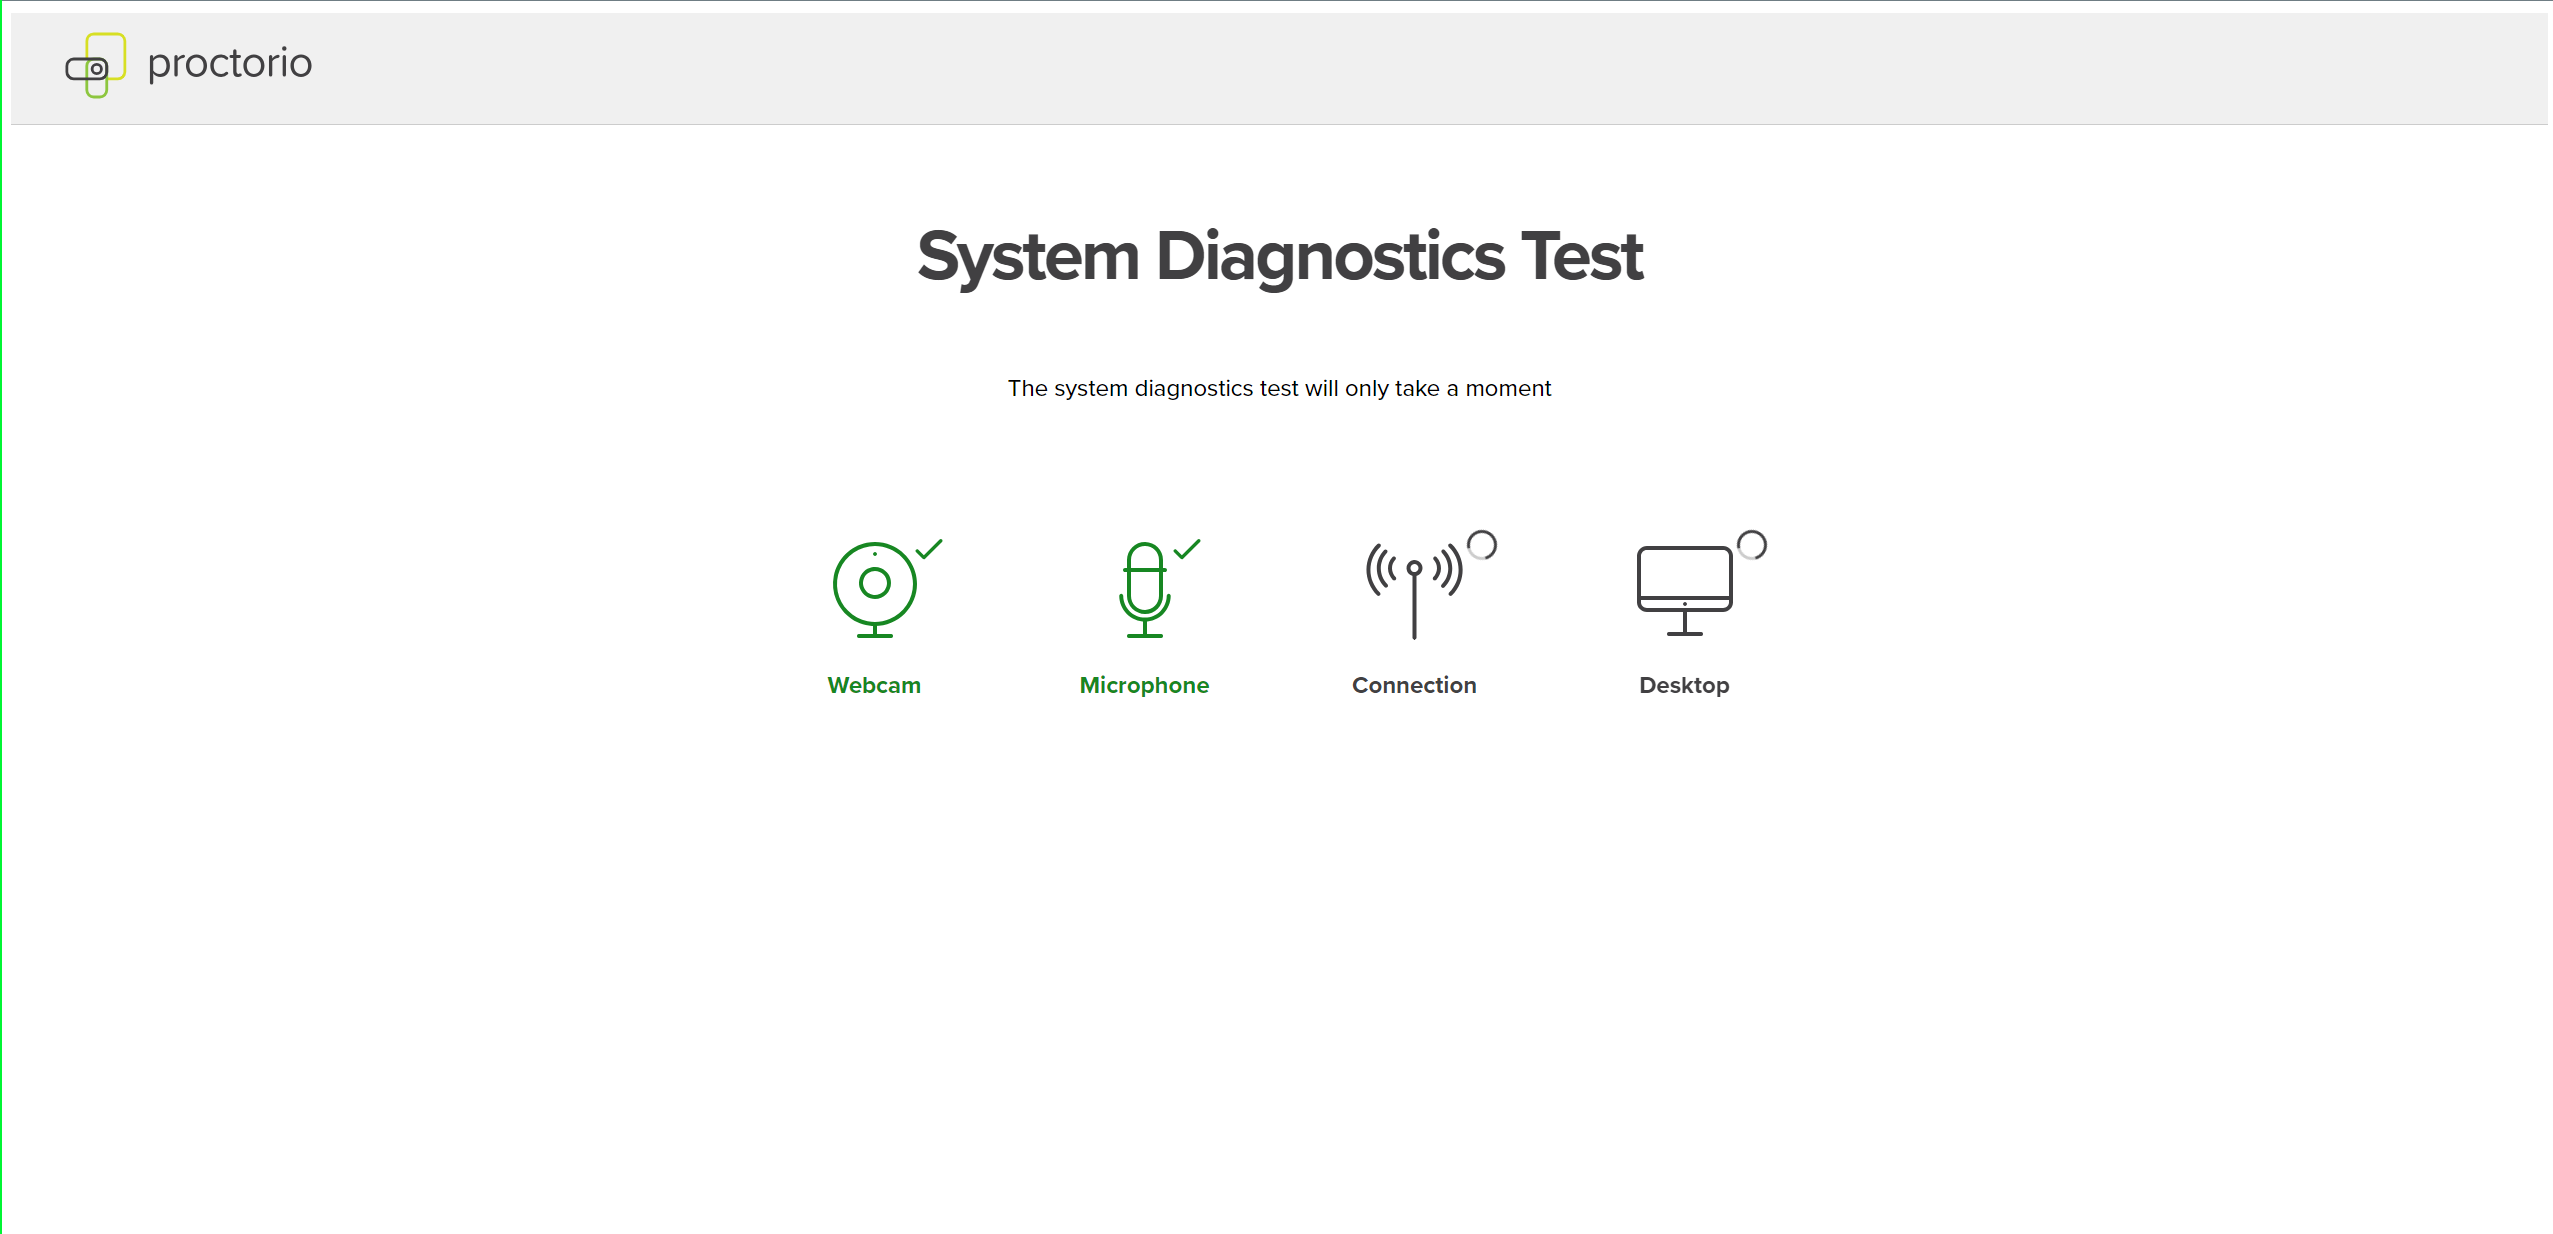 proctorio
System Diagnostics Test
The system diagnostics test will only take a moment
Webcam
Microphone
Connection
Desktop